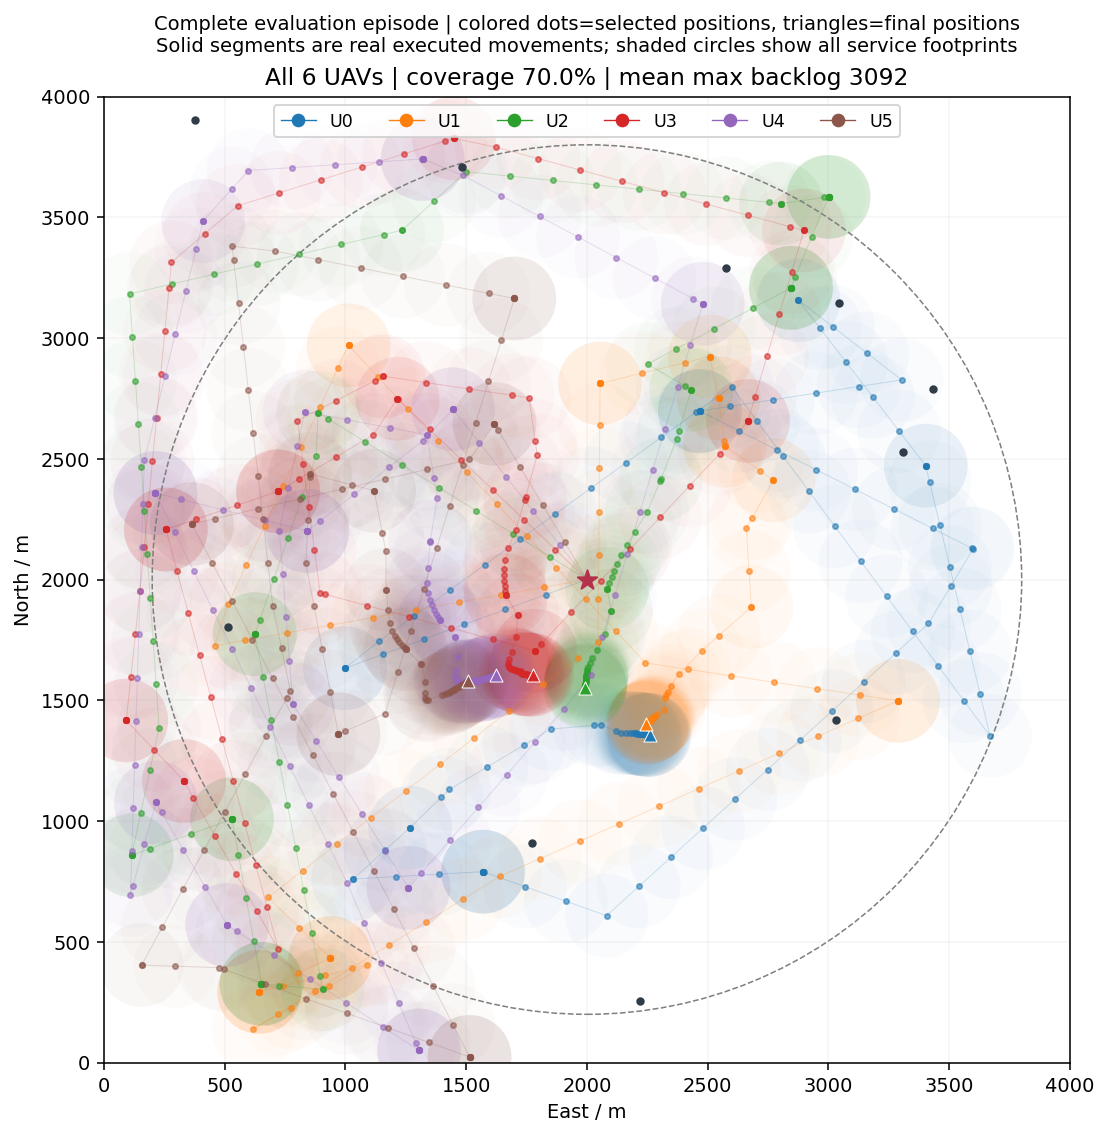 Complete evaluation episode | colored dots=selected positions, triangles=final positions
Solid segments are real executed movements; shaded circles show all service footprints
All 6 UAVs | coverage 70.0% | mean max backlog 3092
U0 U1 U2 U3 U4 U5
4000
3500
3000
2500
2000
1500
1000
500
0
North / m
0 500 1000 1500 2000 2500 3000 3500 4000
East / m